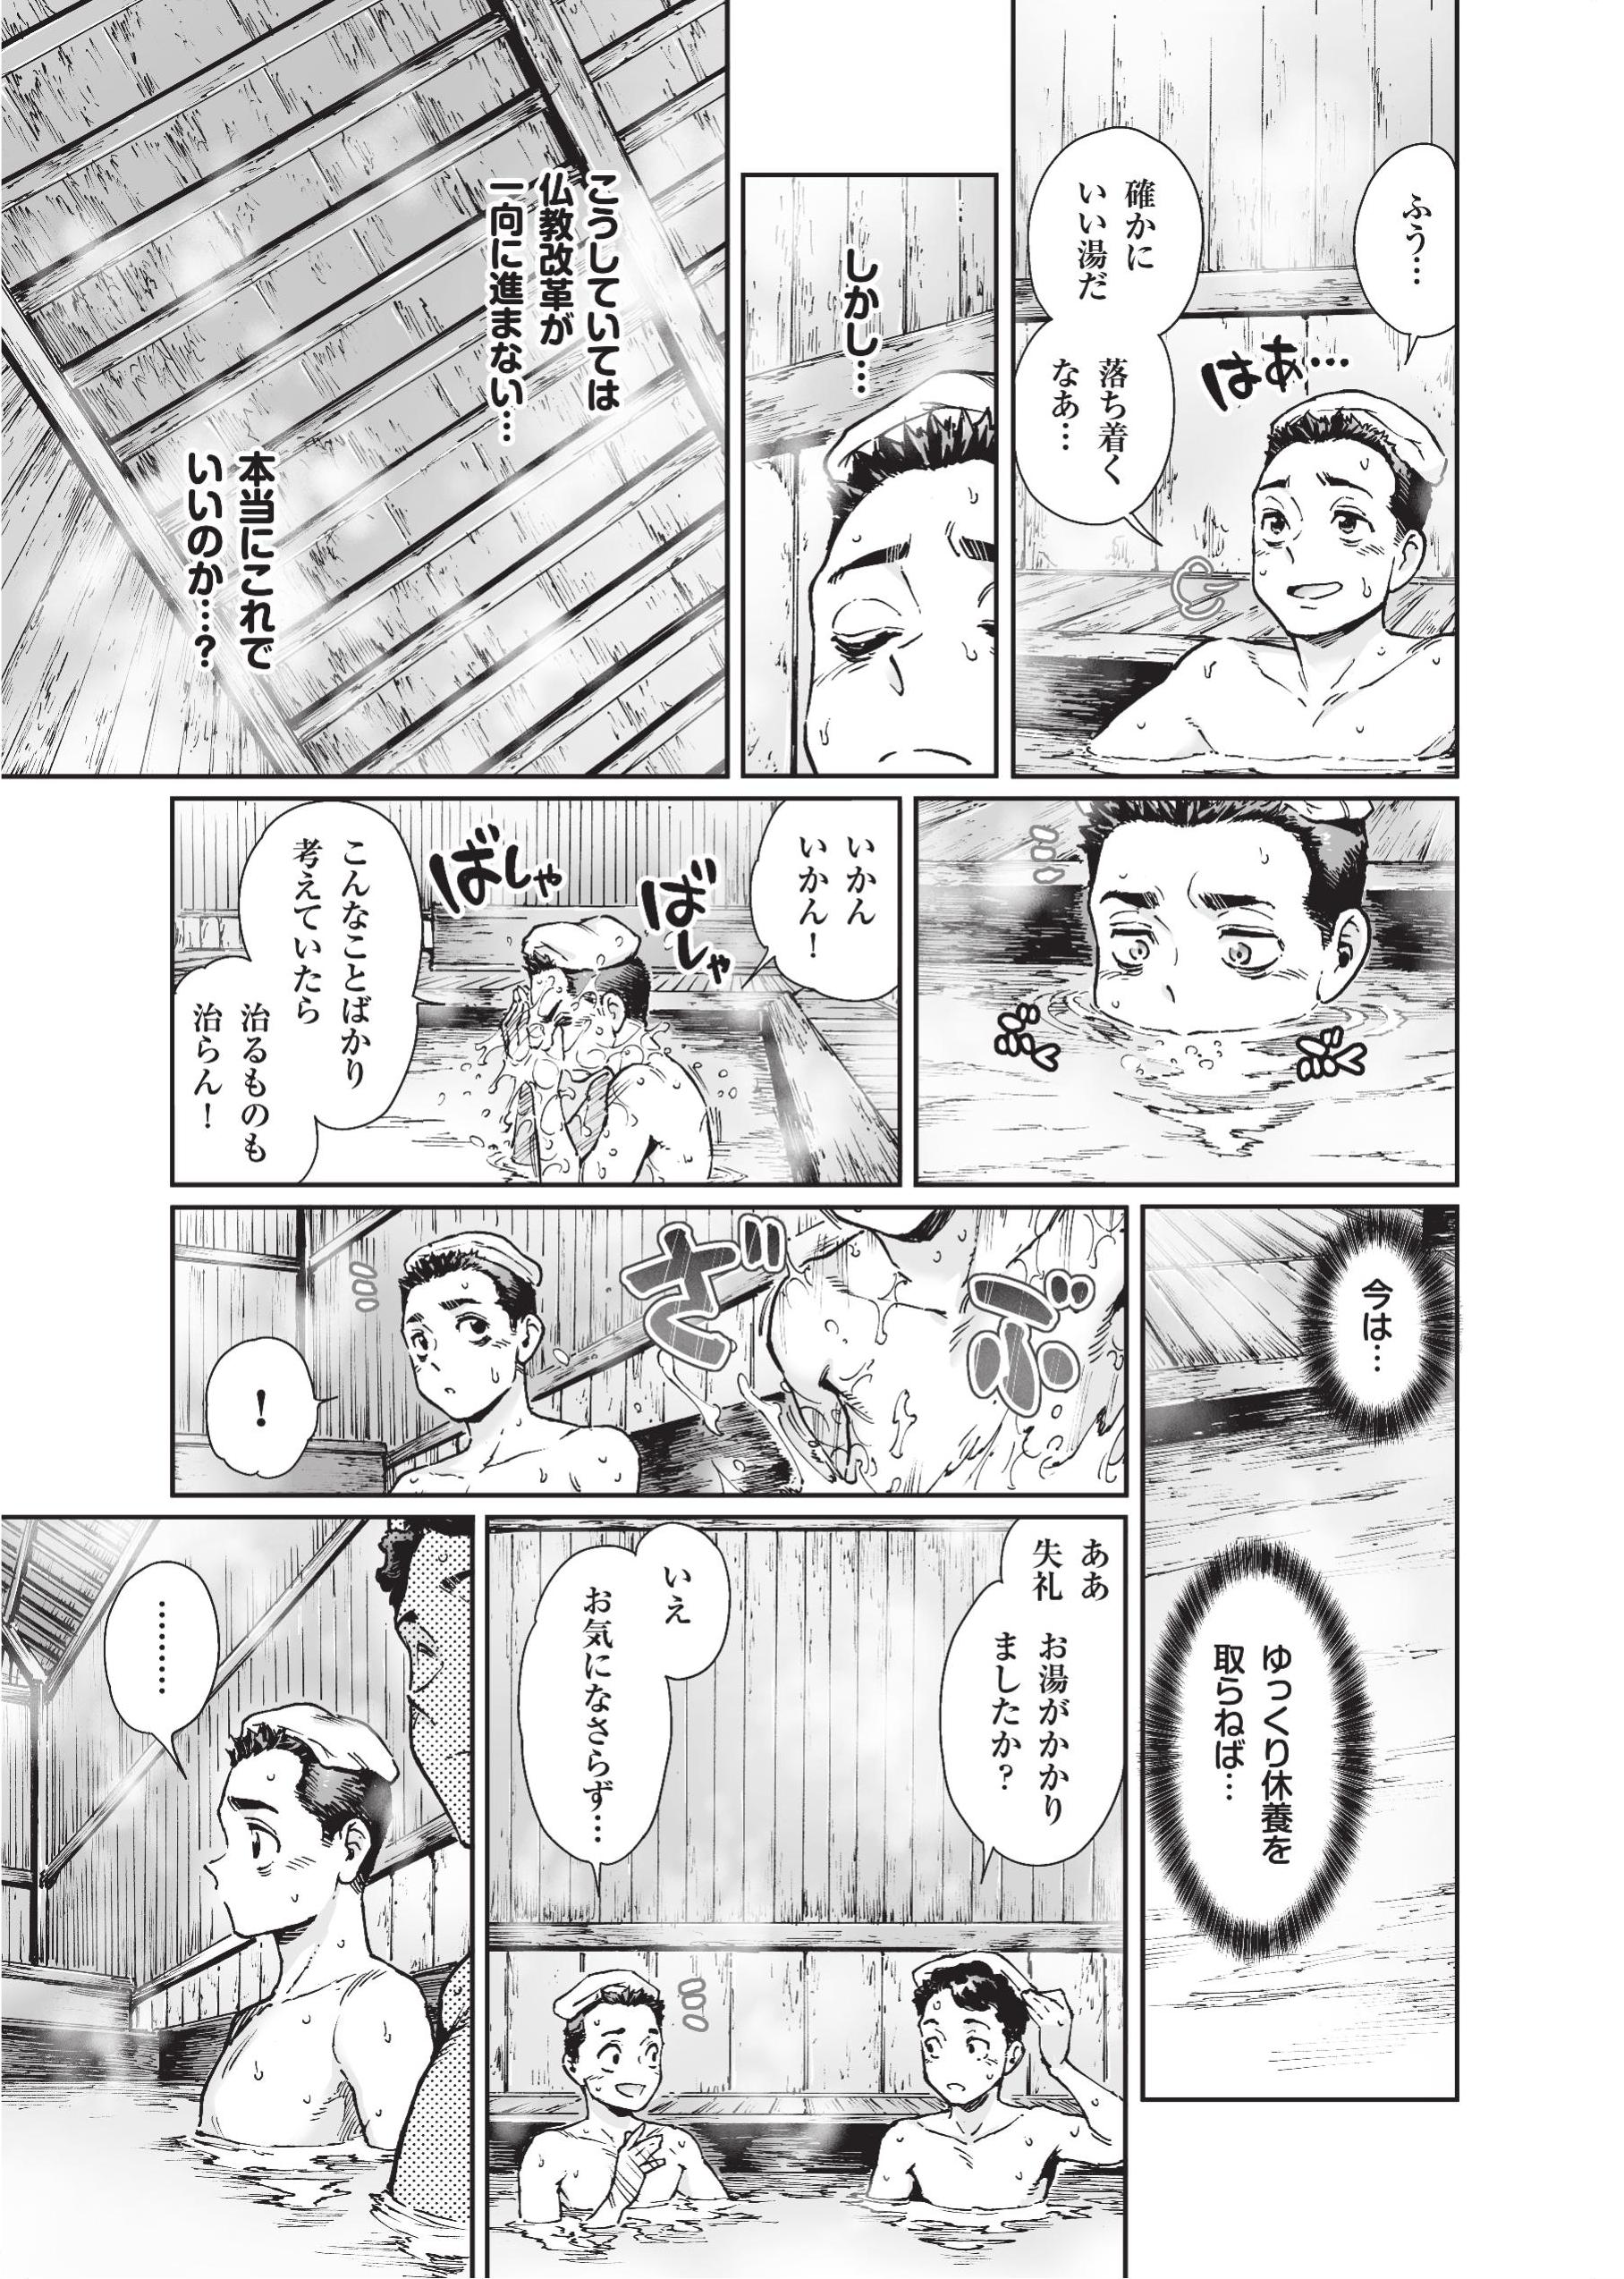 ふう…
確かに
いい湯だ
落ち着く
なあ…
はあ…
しかし…
こうしていては
仏教改革が
一向に進まない…
本当にこれで
いいのか…?
ぶくぶく
ぶくぶく
いかん
いかん!
ばしゃ
ばしゃ
こんなことばかり
考えていたら
治るものも
治らん!
今は…
ゆっくり休養を
取らねば…
ザブ
!
ああ
失礼
お湯がかかり
ましたか?
いえ
お気になさらず…
………